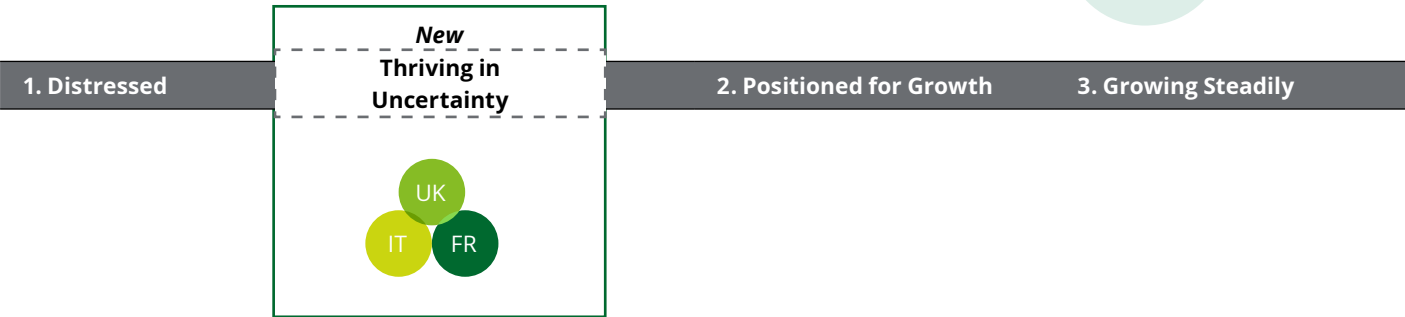 New
1. Distressed
Thriving in
Uncertainty
2. Positioned for Growth
3. Growing Steadily
UK
IT
FR